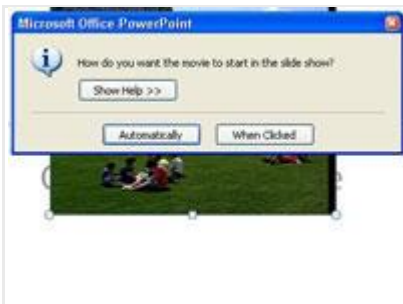 Microsoft Office PowerPoint
How do you want the movie to start in the slide show?
Show Help >>
Automatically
When Clicked